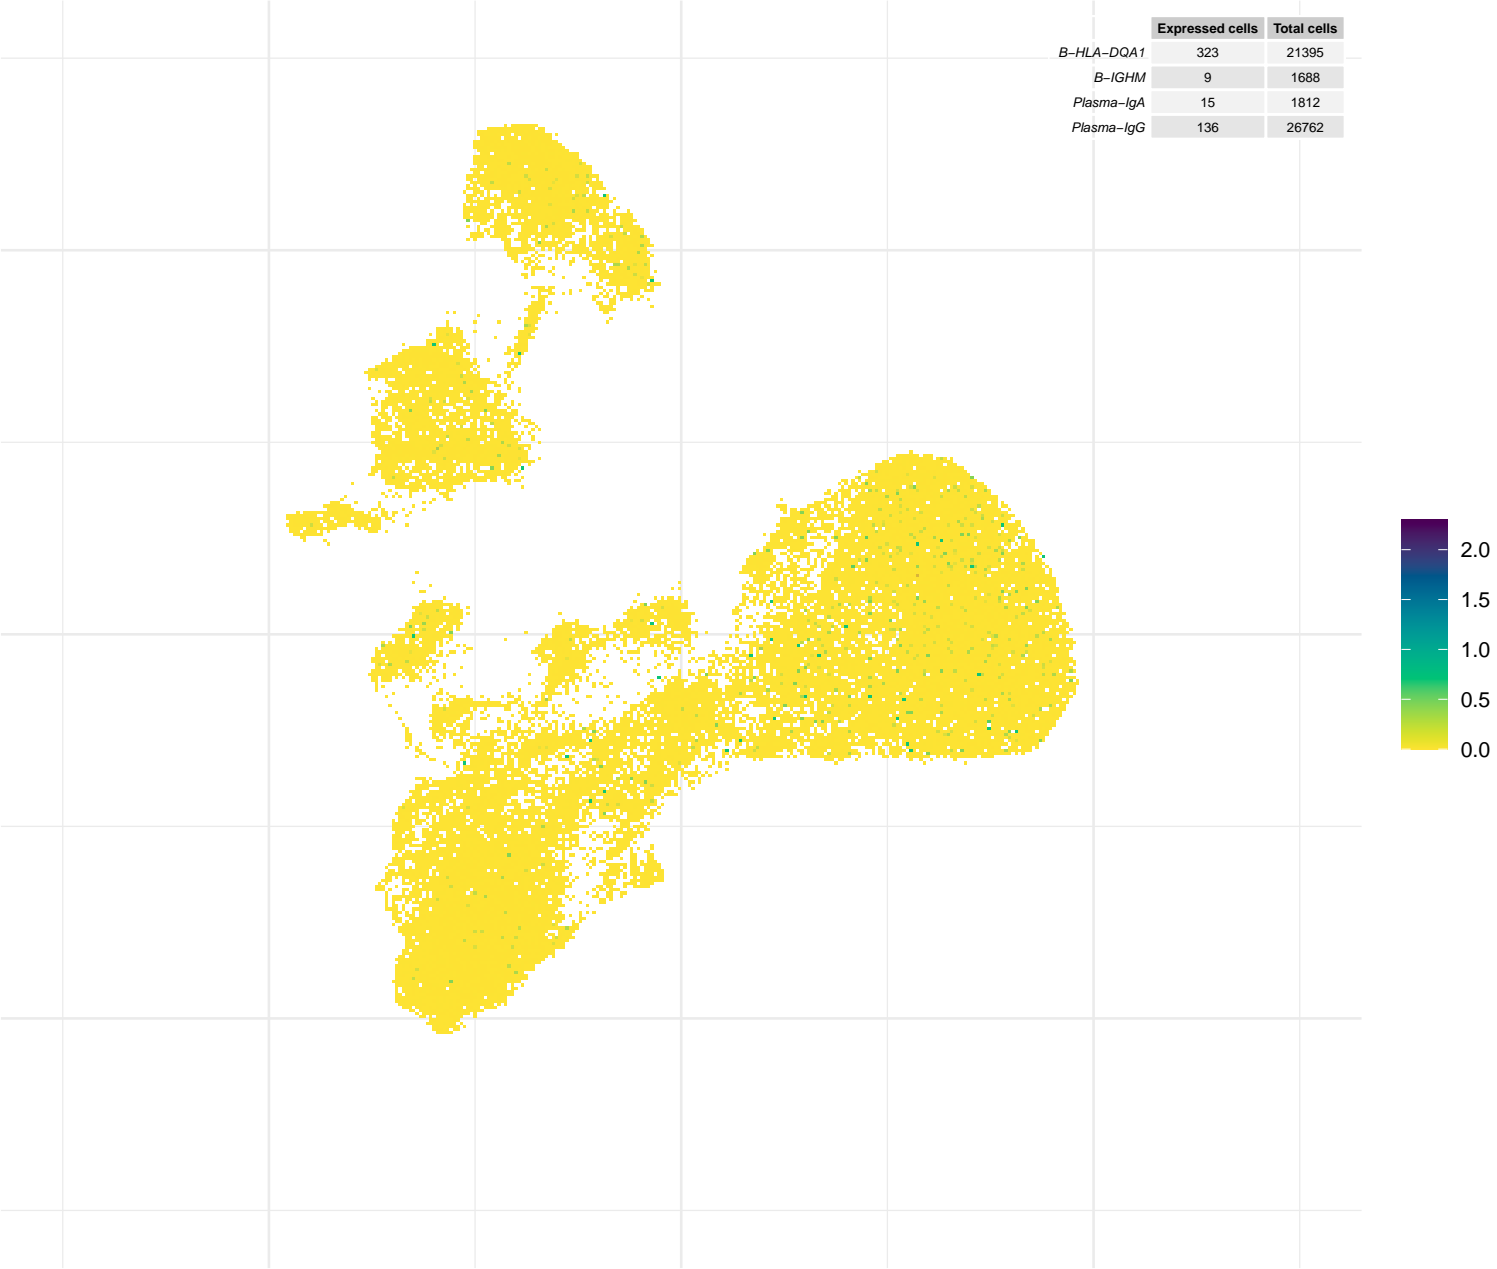 Expressed cells Total cells
B−HLA−DQA1 323 21395
B−IGHM 9 1688
Plasma−IgA 15 1812
Plasma−IgG 136 26762
2.0
1.5
1.0
0.5
0.0